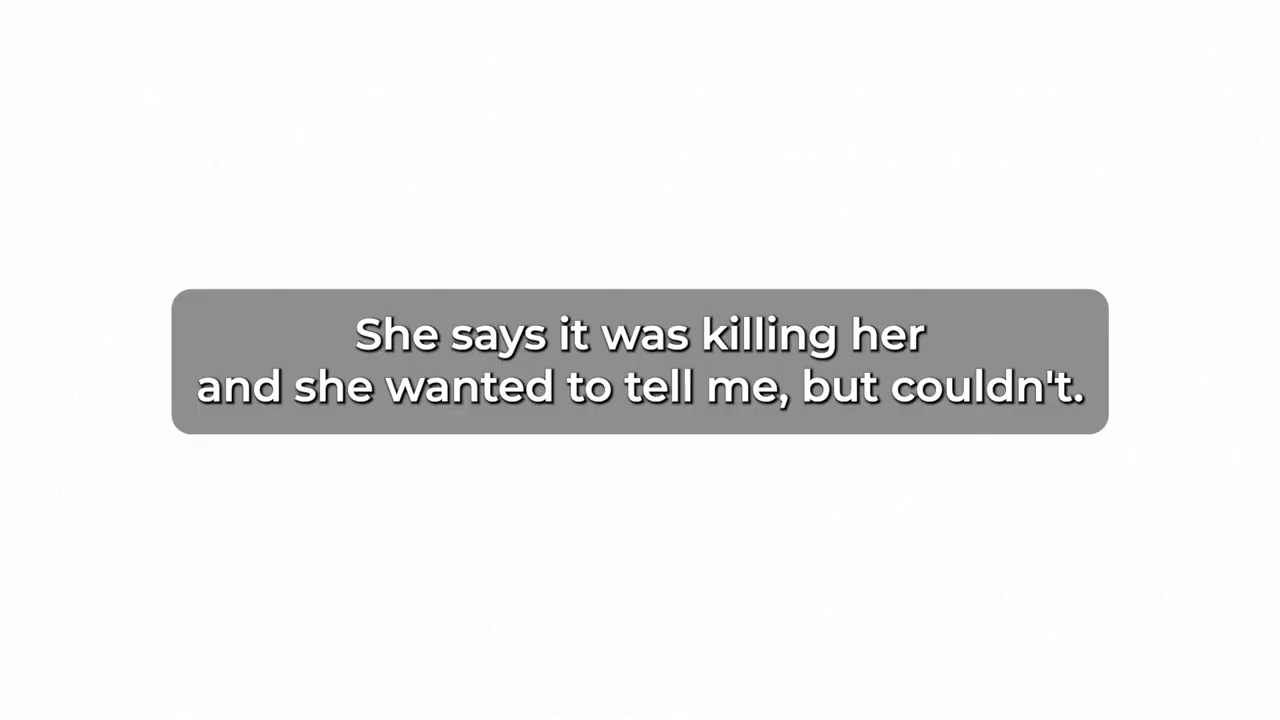 She says it was killing her
and she wanted to tell me, but couldn't.